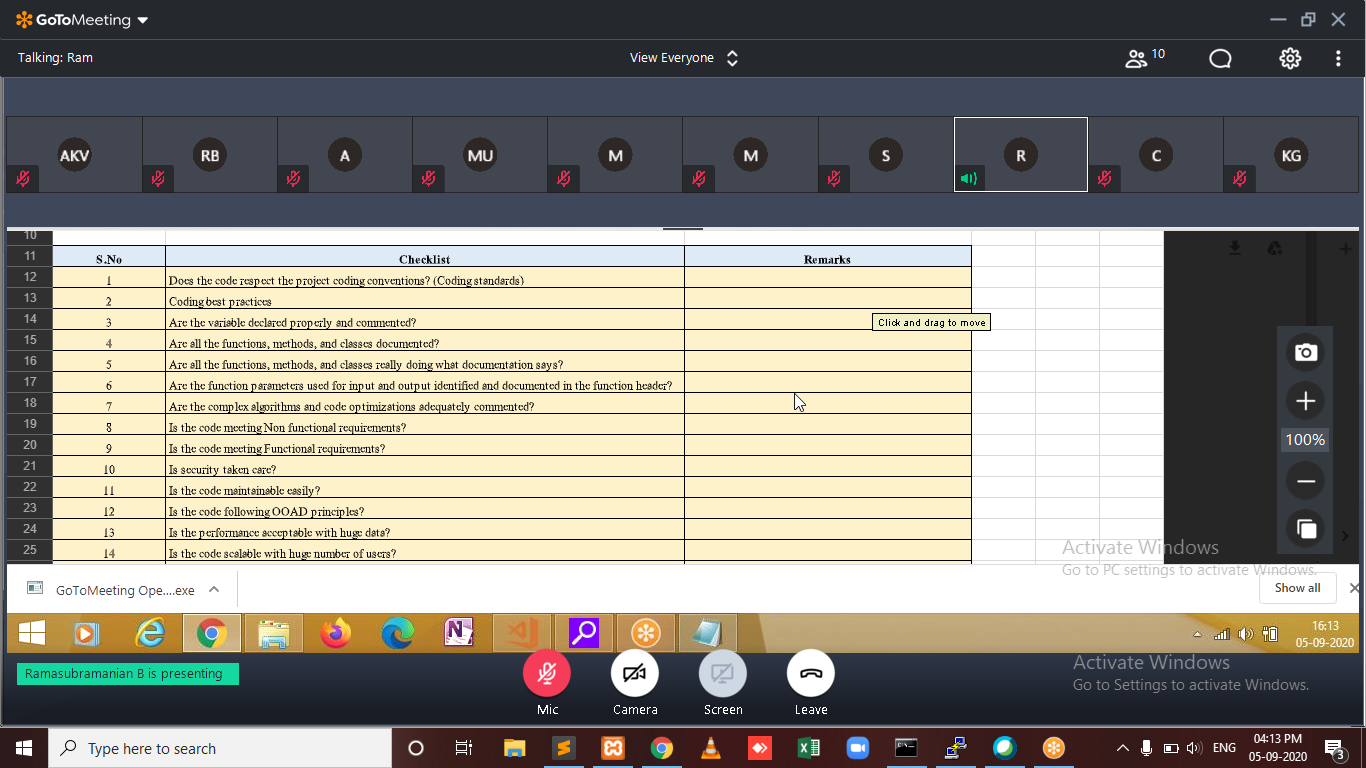 GoToMeeting
Talking: Ram
View Everyone
10
AKV
RB
A
MU
M
M
S
R
C
KG
10
11 S.No Checklist Remarks
12 1 Does the code respect the project coding conventions? (Coding standards)
13 2 Coding best practices
14 3 Are the variable declared properly and commented?
Click and drag to move
15 4 Are all the functions, methods, and classes documented?
16 5 Are all the functions, methods, and classes really doing what documentation says?
17 6 Are the function parameters used for input and output identified and documented in the function header?
18 7 Are the complex algorithms and code optimizations adequately commented?
19 8 Is the code meeting Non functional requirements?
20 9 Is the code meeting Functional requirements?
21 10 Is security taken care?
22 11 Is the code maintainable easily?
23 12 Is the code following OOAD principles?
24 13 Is the performance acceptable with huge data?
25 14 Is the code scalable with huge number of users?
100%
Activate Windows
Go to PC settings to activate Windows.
GoToMeeting Ope....exe
Show all
16:13
05-09-2020
Ramasubramanian B is presenting
Mic
Camera
Screen
Leave
Activate Windows
Go to Settings to activate Windows.
Type here to search
ENG
04:13 PM
05-09-2020
3